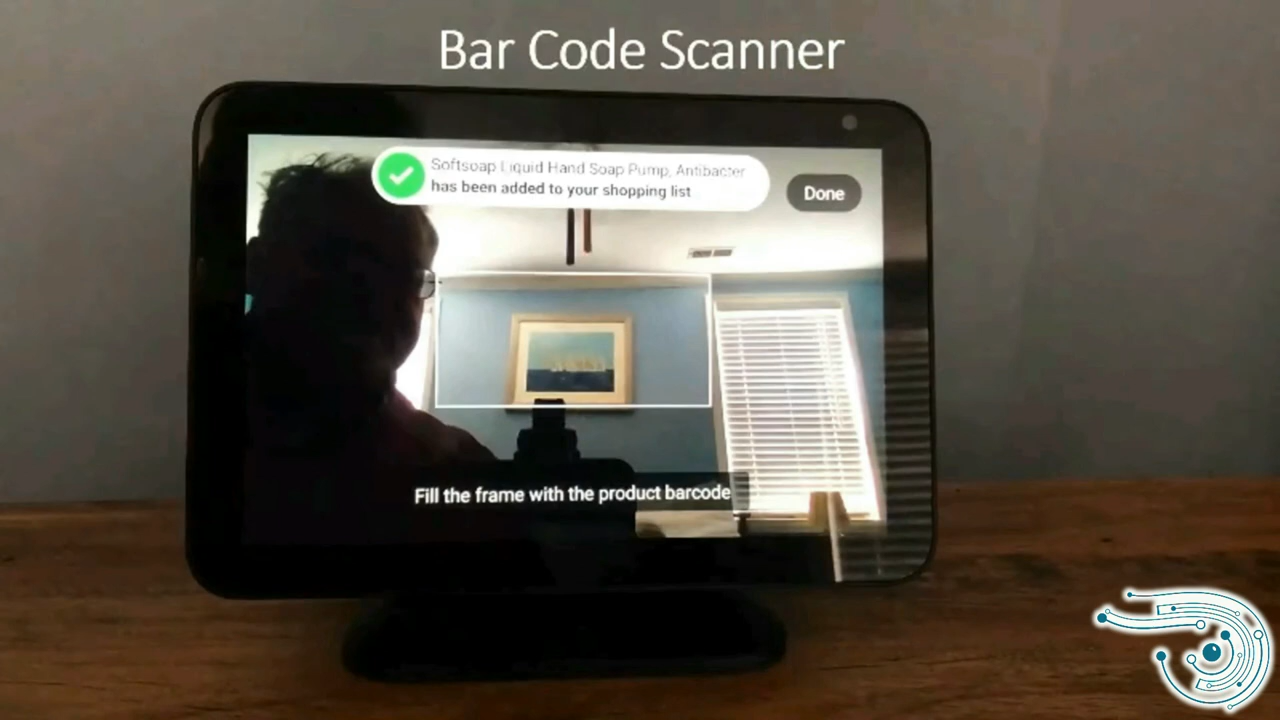 Bar Code Scanner
Softsoap Liquid Hand Soap Pump, Antibacter
has been added to your shopping list
Done
Fill the frame with the product barcode